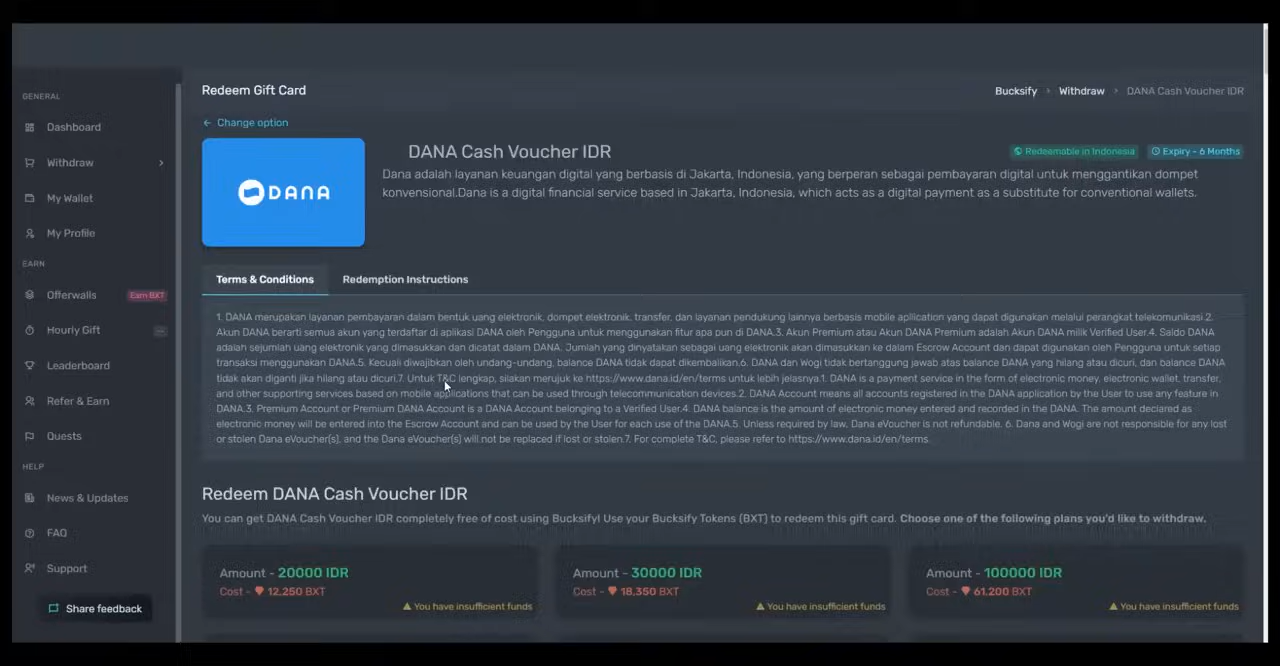 GENERAL
Dashboard
Withdraw
My Wallet
My Profile
EARN
Offerwalls
Earn BXT
Hourly Gift
Leaderboard
Refer & Earn
Quests
HELP
News & Updates
FAQ
Support
Share feedback
Redeem Gift Card
Bucksify > Withdraw > DANA Cash Voucher IDR
← Change option
DANA
DANA Cash Voucher IDR
Redeemable in Indonesia
Expiry - 6 Months
Dana adalah layanan keuangan digital yang berbasis di Jakarta, Indonesia, yang berperan sebagai pembayaran digital untuk menggantikan dompet
konvensional.Dana is a digital financial service based in Jakarta, Indonesia, which acts as a digital payment as a substitute for conventional wallets.
Terms & Conditions
Redemption Instructions
1. DANA merupakan layanan pembayaran dalam bentuk uang elektronik, dompet elektronik, transfer, dan layanan pendukung lainnya berbasis mobile apllication yang dapat digunakan melalui perangkat telekomunikasi.2.
Akun DANA berarti semua akun yang terdaftar di aplikasi DANA oleh Pengguna untuk menggunakan fitur apa pun di DANA.3. Akun Premium atau Akun DANA Premium adalah Akun DANA milik Verified User.4. Saldo DANA
adalah sejumlah uang elektronik yang dimasukkan dan dicatat dalam DANA. Jumlah yang dinyatakan sebagai uang elektronik akan dimasukkan ke dalam Escrow Account dan dapat digunakan oleh Pengguna untuk setiap
transaksi menggunakan DANA.5. Kecuali diwajibkan oleh undang-undang, balance DANA tidak dapat dikembalikan.6. DANA dan Wogi tidak bertanggung jawab atas balance DANA yang hilang atau dicuri, dan balance DANA
tidak akan diganti jika hilang atau dicuri.7. Untuk T&C lengkap, silakan merujuk ke https://www.dana.id/en/terms untuk lebih jelasnya.1. DANA is a payment service in the form of electronic money, electronic wallet, transfer,
and other supporting services based on mobile applications that can be used through telecommunication devices.2. DANA Account means all accounts registered in the DANA application by the User to use any feature in
DANA.3. Premium Account or Premium DANA Account is a DANA Account belonging to a Verified User.4. DANA balance is the amount of electronic money entered and recorded in the DANA. The amount declared as
electronic money will be entered into the Escrow Account and can be used by the User for each use of the DANA.5. Unless required by law, Dana eVoucher is not refundable. 6. Dana and Wogi are not responsible for any lost
or stolen Dana eVoucher(s), and the Dana eVoucher(s) will not be replaced if lost or stolen.7. For complete T&C, please refer to https://www.dana.id/en/terms.
Redeem DANA Cash Voucher IDR
You can get DANA Cash Voucher IDR completely free of cost using Bucksify! Use your Bucksify Tokens (BXT) to redeem this gift card. Choose one of the following plans you'd like to withdraw.
Amount - 20000 IDR
Cost - 12,250 BXT
You have insufficient funds
Amount - 30000 IDR
Cost - 18,350 BXT
You have insufficient funds
Amount - 100000 IDR
Cost - 61,200 BXT
You have insufficient funds